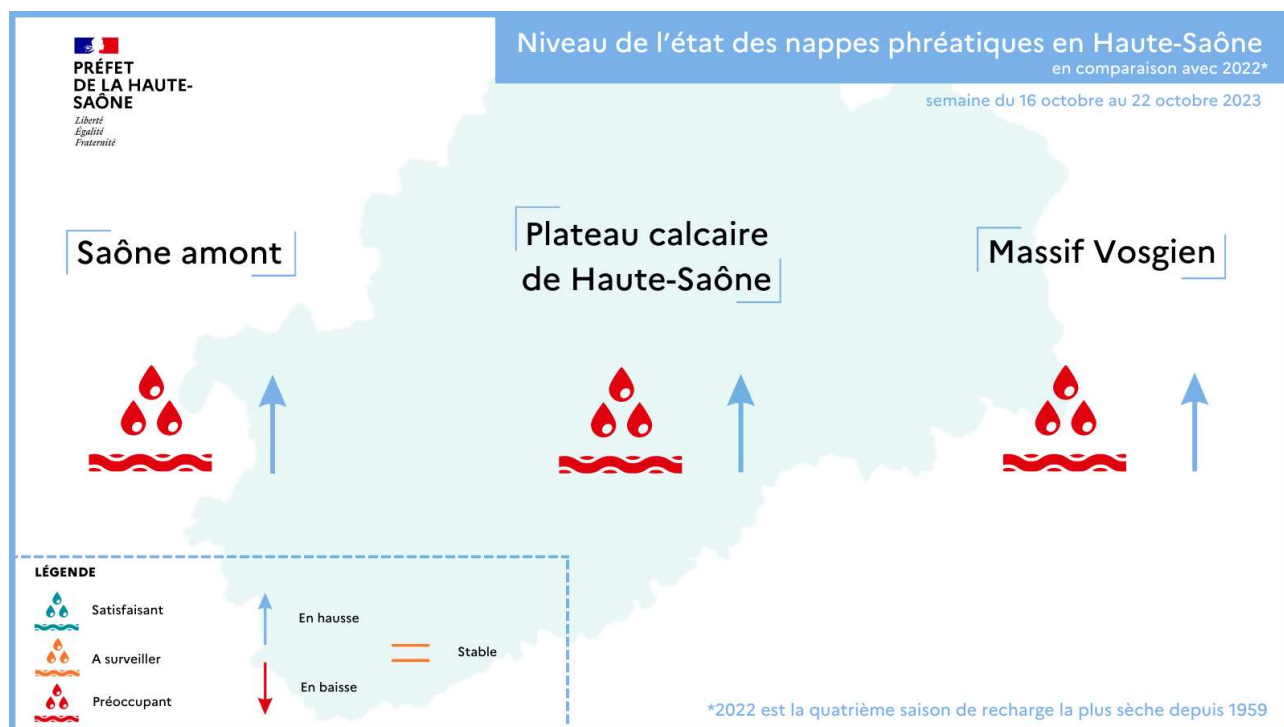 PRÉFET
DE LA HAUTE-
SAÔNE
Liberté
Égalité
Fraternité
Niveau de l'état des nappes phréatiques en Haute-Saône
en comparaison avec 2022*
semaine du 16 octobre au 22 octobre 2023
Saône amont
Plateau calcaire
de Haute-Saône
Massif Vosgien
LÉGENDE
Satisfaisant
A surveiller
Préoccupant
En hausse
En baisse
Stable
*2022 est la quatrième saison de recharge la plus sèche depuis 1959